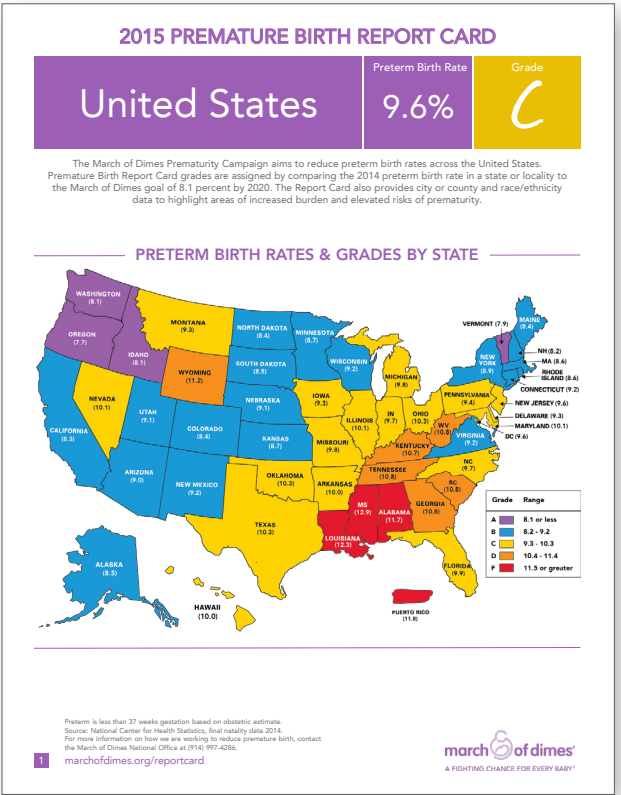 2015 PREMATURE BIRTH REPORT CARD
United States
Preterm Birth Rate
9.6%
Grade
C
The March of Dimes Prematurity Campaign aims to reduce preterm birth rates across the United States.
Premature Birth Report Card grades are assigned by comparing the 2014 preterm birth rate in a state or locality to
the March of Dimes goal of 8.1 percent by 2020. The Report Card also provides city or county and race/ethnicity
data to highlight areas of increased burden and elevated risks of prematurity.
PRETERM BIRTH RATES & GRADES BY STATE
WASHINGTON
(8.1)
OREGON
(7.7)
IDAHO
(8.1)
MONTANA
(9.3)
WYOMING
(11.2)
NEVADA
(10.1)
UTAH
(9.1)
CALIFORNIA
(8.3)
ARIZONA
(9.0)
COLORADO
(8.4)
NEW MEXICO
(9.2)
NORTH DAKOTA
(8.4)
SOUTH DAKOTA
(8.5)
NEBRASKA
(9.1)
KANSAS
(8.7)
OKLAHOMA
(10.3)
TEXAS
(10.3)
MINNESOTA
(8.7)
IOWA
(9.3)
MISSOURI
(9.8)
ARKANSAS
(10.0)
LOUISIANA
(12.3)
WISCONSIN
(9.2)
ILLINOIS
(10.1)
MICHIGAN
(9.8)
IN
(9.7)
OHIO
(10.3)
KENTUCKY
(10.7)
TENNESSEE
(10.8)
MS
(12.9)
ALABAMA
(11.7)
GEORGIA
(10.8)
FLORIDA
(9.9)
SC
(10.8)
NC
(9.7)
VIRGINIA
(9.2)
WV
(10.8)
PENNSYLVANIA
(9.4)
NEW
YORK
(8.9)
VERMONT (7.9)
MAINE
(8.4)
NH (8.2)
MA (8.6)
RHODE
ISLAND (8.6)
CONNECTICUT (9.2)
NEW JERSEY (9.6)
DELAWARE (9.3)
MARYLAND (10.1)
DC (9.6)
ALASKA
(8.5)
HAWAII
(10.0)
PUERTO RICO
(11.8)
Grade Range
A 8.1 or less
B 8.2 - 9.2
C 9.3 - 10.3
D 10.4 - 11.4
F 11.5 or greater
Preterm is less than 37 weeks gestation based on obstetric estimate.
Source: National Center for Health Statistics, final natality data 2014.
For more information on how we are working to reduce premature birth, contact
the March of Dimes National Office at (914) 997-4286.
1 marchofdimes.org/reportcard
march of dimes®
A FIGHTING CHANCE FOR EVERY BABY™